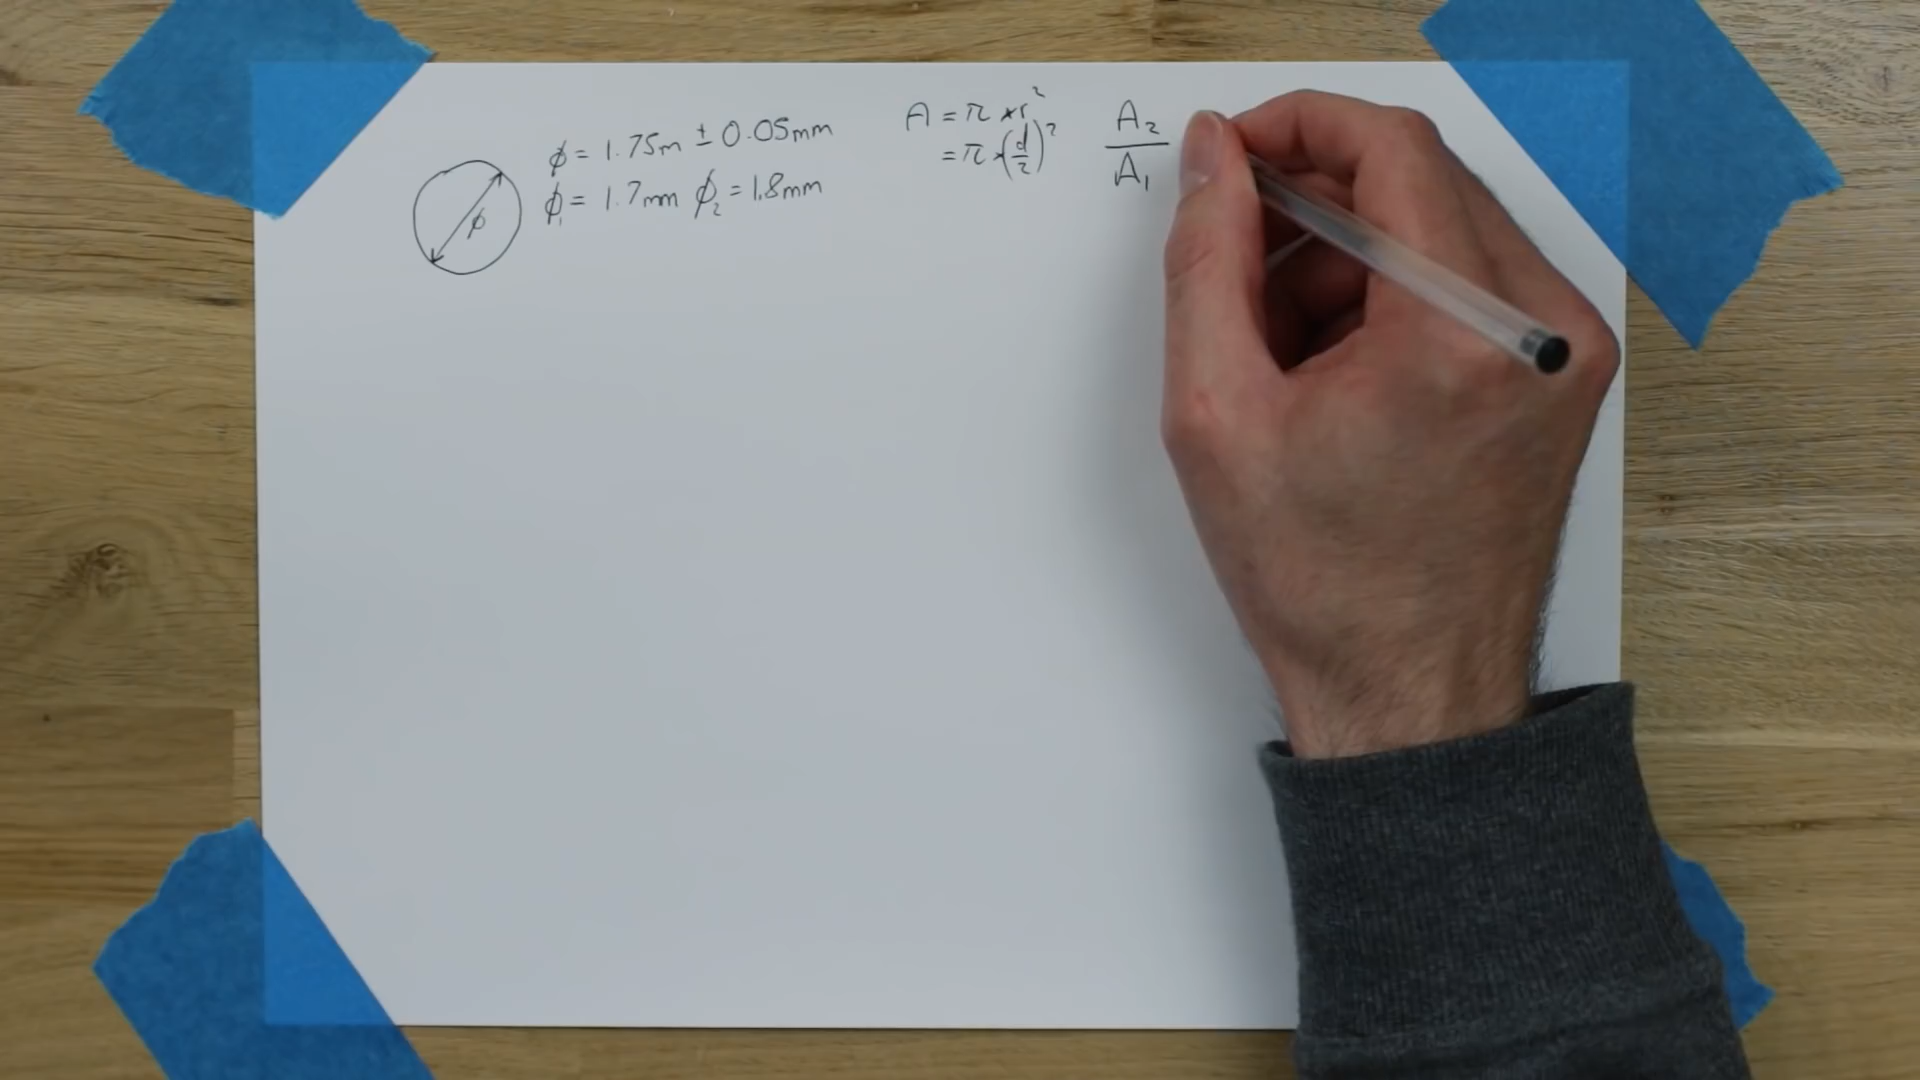 ϕ = 1.75m ± 0.05mm
ϕ₁ = 1.7mm ϕ₂ = 1.8mm
ϕ
A = π * r²
= π * (d/2)²
A₂
A₁